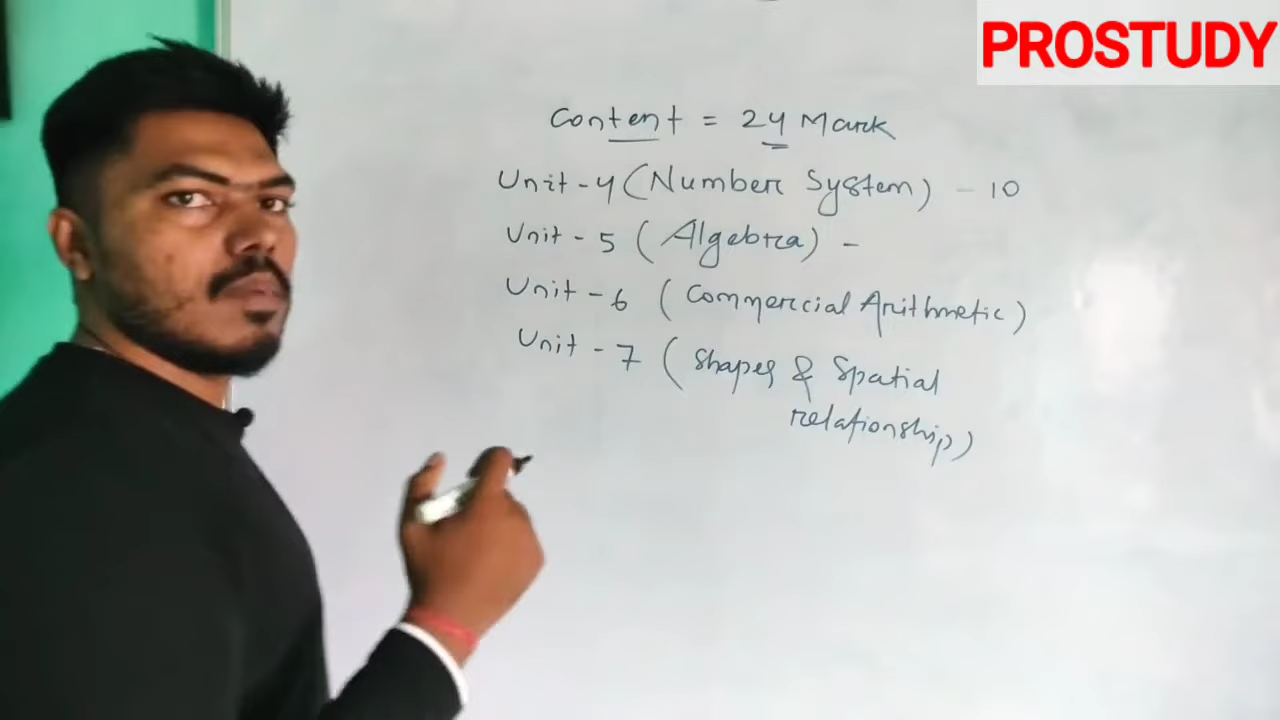 PROSTUDY
Content = 24 Mark
Unit-4 (Number System) - 10
Unit - 5 (Algebra) -
Unit - 6 (Commercial Arithmetic)
Unit - 7 (Shapes & Spatial
relationship)